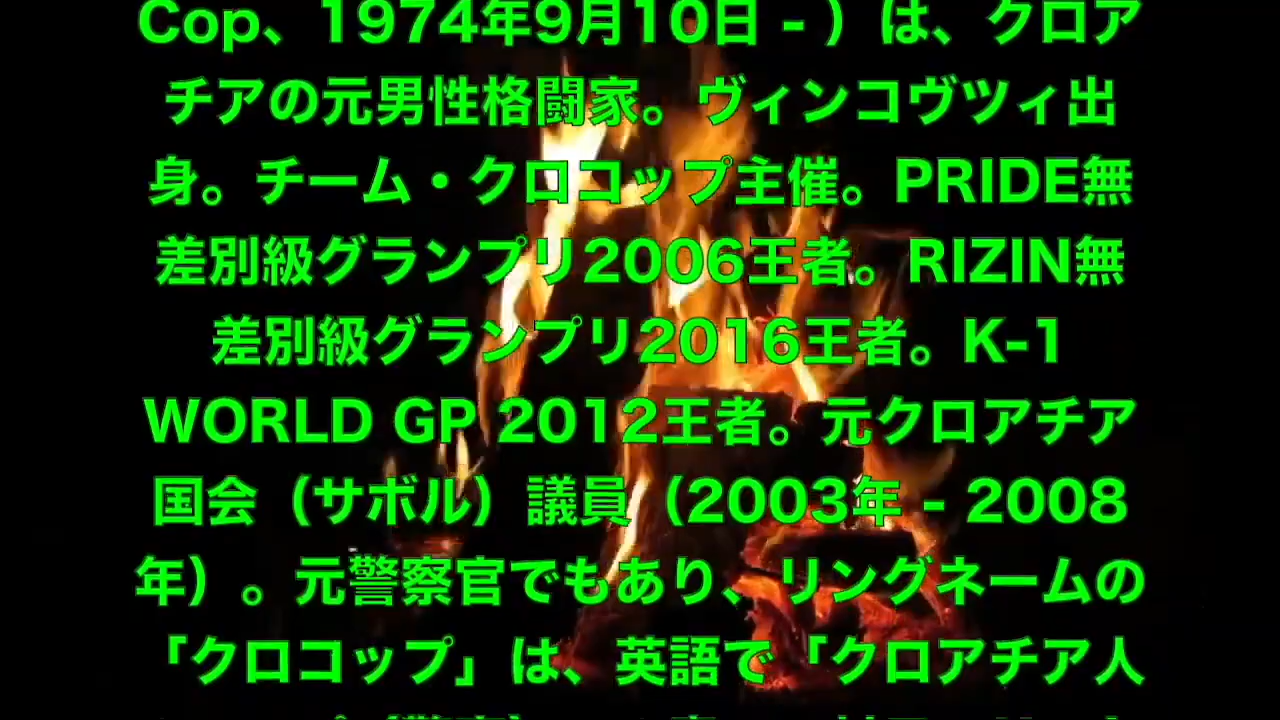 Cop、1974年9月10日 - ）は、クロア
チアの元男性格闘家。ヴィンコヴツィ出
身。チーム・クロコップ主催。PRIDE無
差別級グランプリ2006王者。RIZIN無
差別級グランプリ2016王者。K-1
WORLD GP 2012王者。元クロアチア
国会（サボル）議員（2003年 - 2008
年）。元警察官でもあり、リングネームの
「クロコップ」は、英語で「クロアチア人